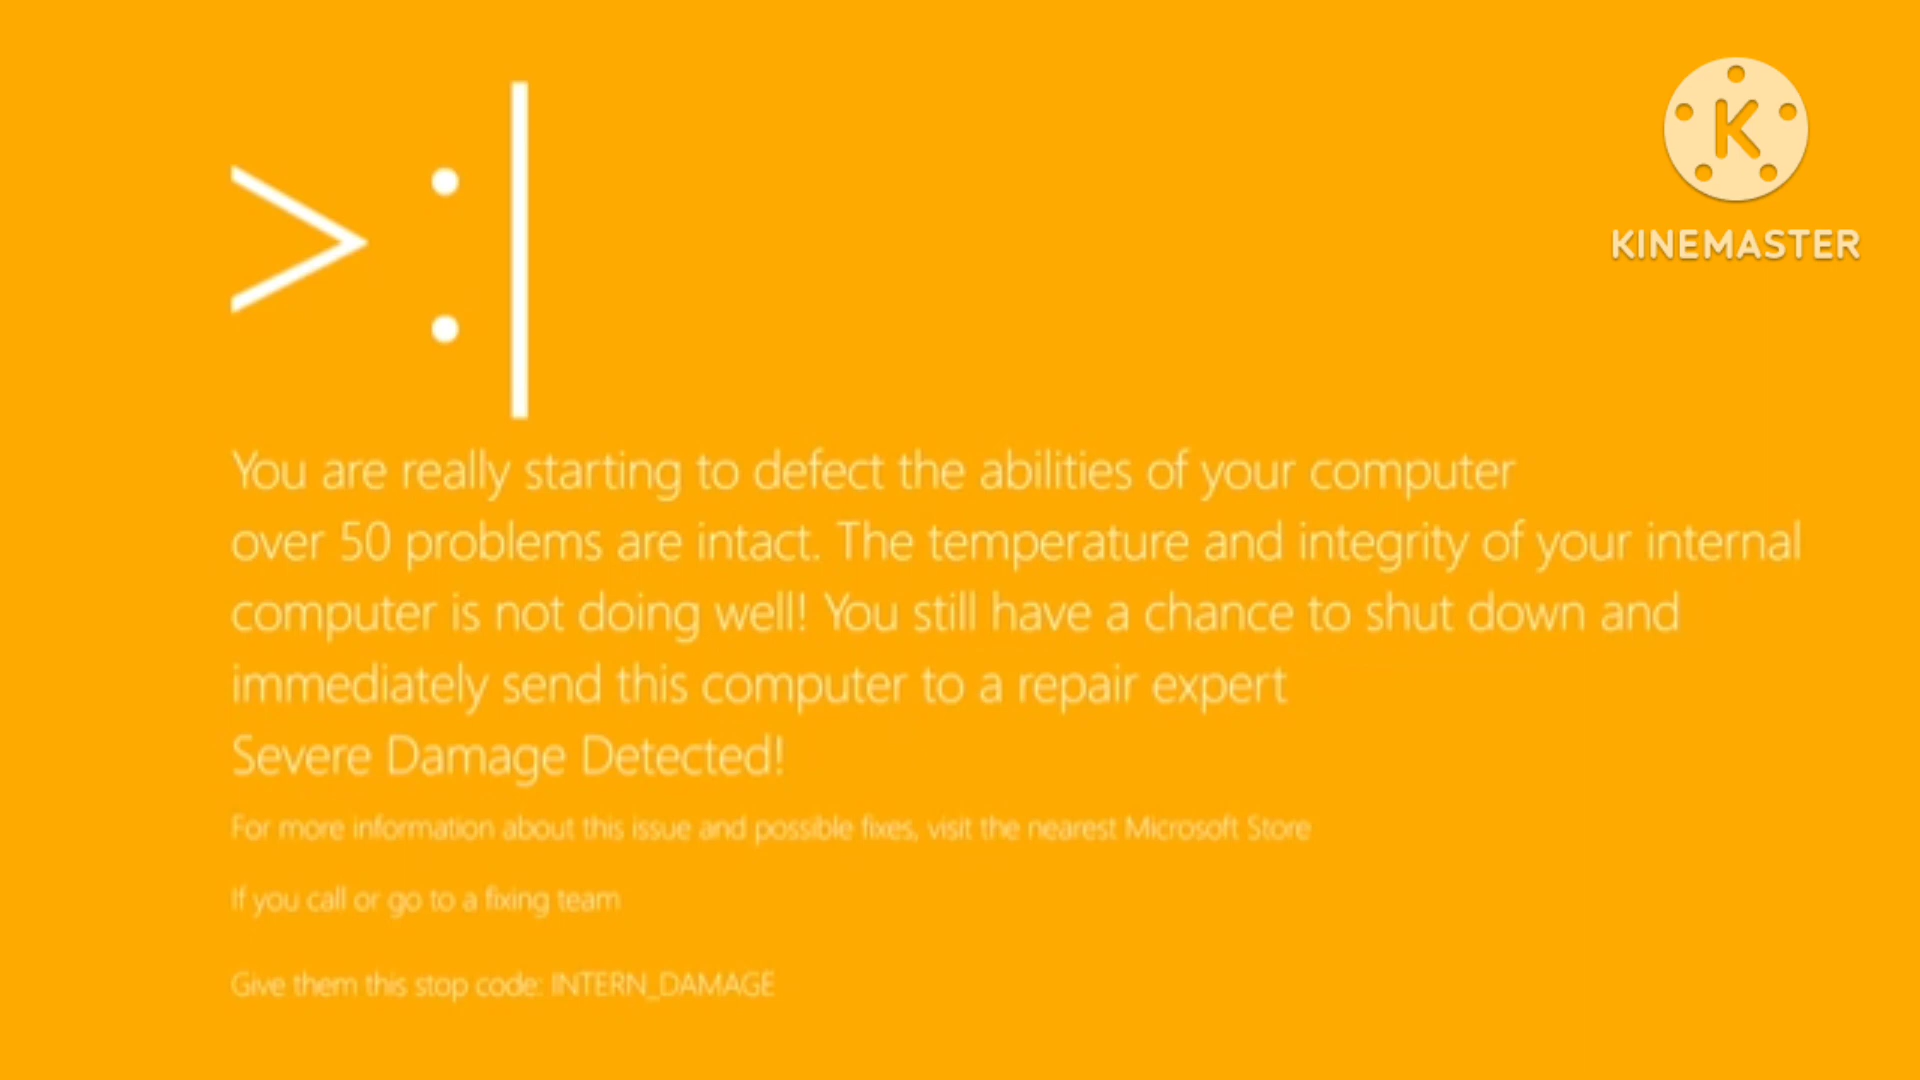 >:|
KINEMASTER
You are really starting to defect the abilities of your computer
over 50 problems are intact. The temperature and integrity of your internal
computer is not doing well! You still have a chance to shut down and
immediately send this computer to a repair expert
Severe Damage Detected!
For more information about this issue and possible fixes, visit the nearest Microsoft Store
If you call or go to a fixing team
Give them this stop code: INTERN_DAMAGE